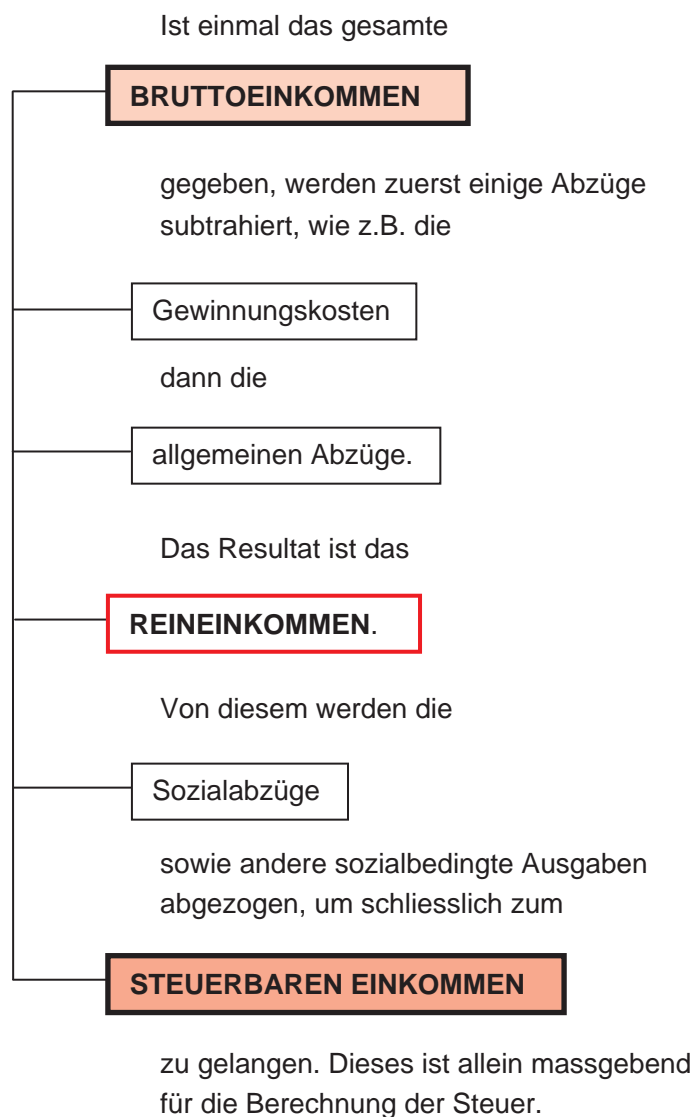 Ist einmal das gesamte
BRUTTOEINKOMMEN
gegeben, werden zuerst einige Abzüge
subtrahiert, wie z.B. die
Gewinnungskosten
dann die
allgemeinen Abzüge.
Das Resultat ist das
REINEINKOMMEN.
Von diesem werden die
Sozialabzüge
sowie andere sozialbedingte Ausgaben
abgezogen, um schliesslich zum
STEUERBAREN EINKOMMEN
zu gelangen. Dieses ist allein massgebend
für die Berechnung der Steuer.